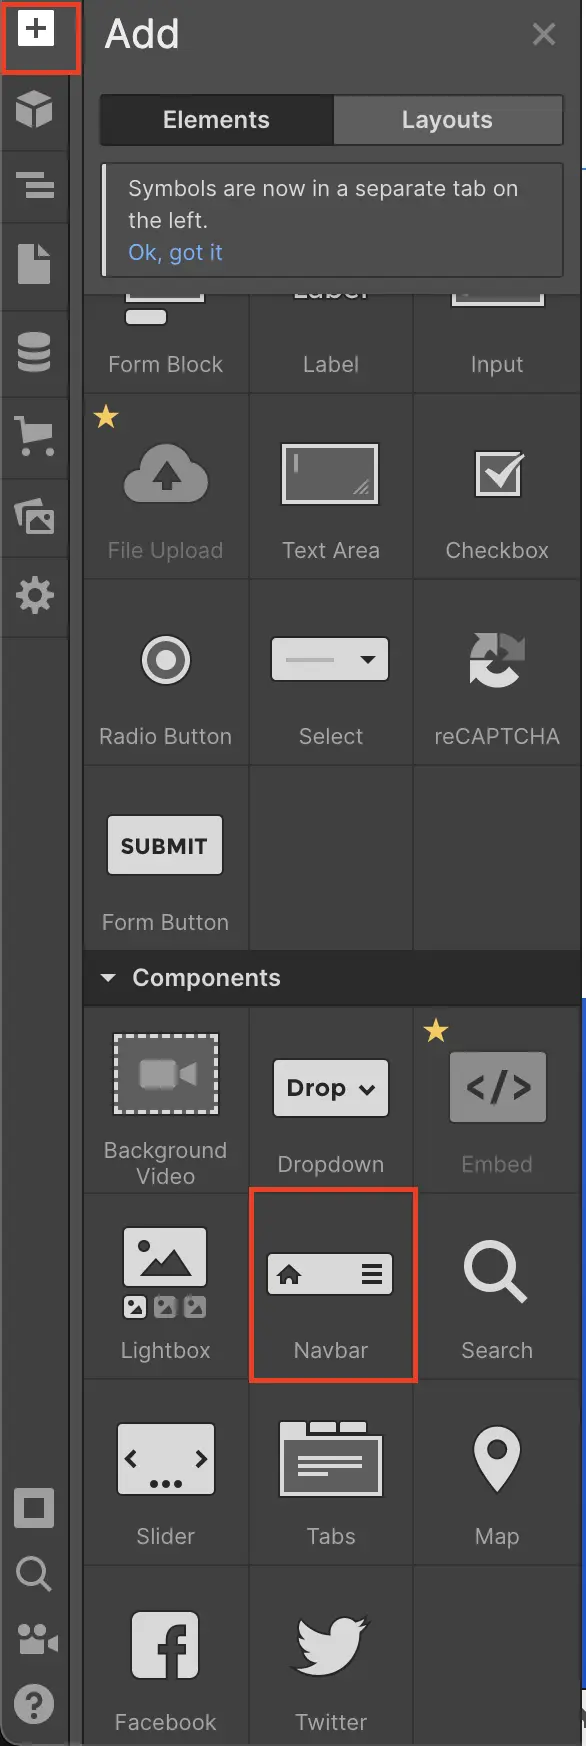 Add
Elements
Layouts
Symbols are now in a separate tab on
the left.
Ok, got it
Label
Form Block
Label
Input
File Upload
Text Area
Checkbox
Radio Button
Select
reCAPTCHA
SUBMIT
Form Button
Components
Drop
</>
Background
Video
Dropdown
Embed
Lightbox
Navbar
Search
Slider
Tabs
Map
Facebook
Twitter